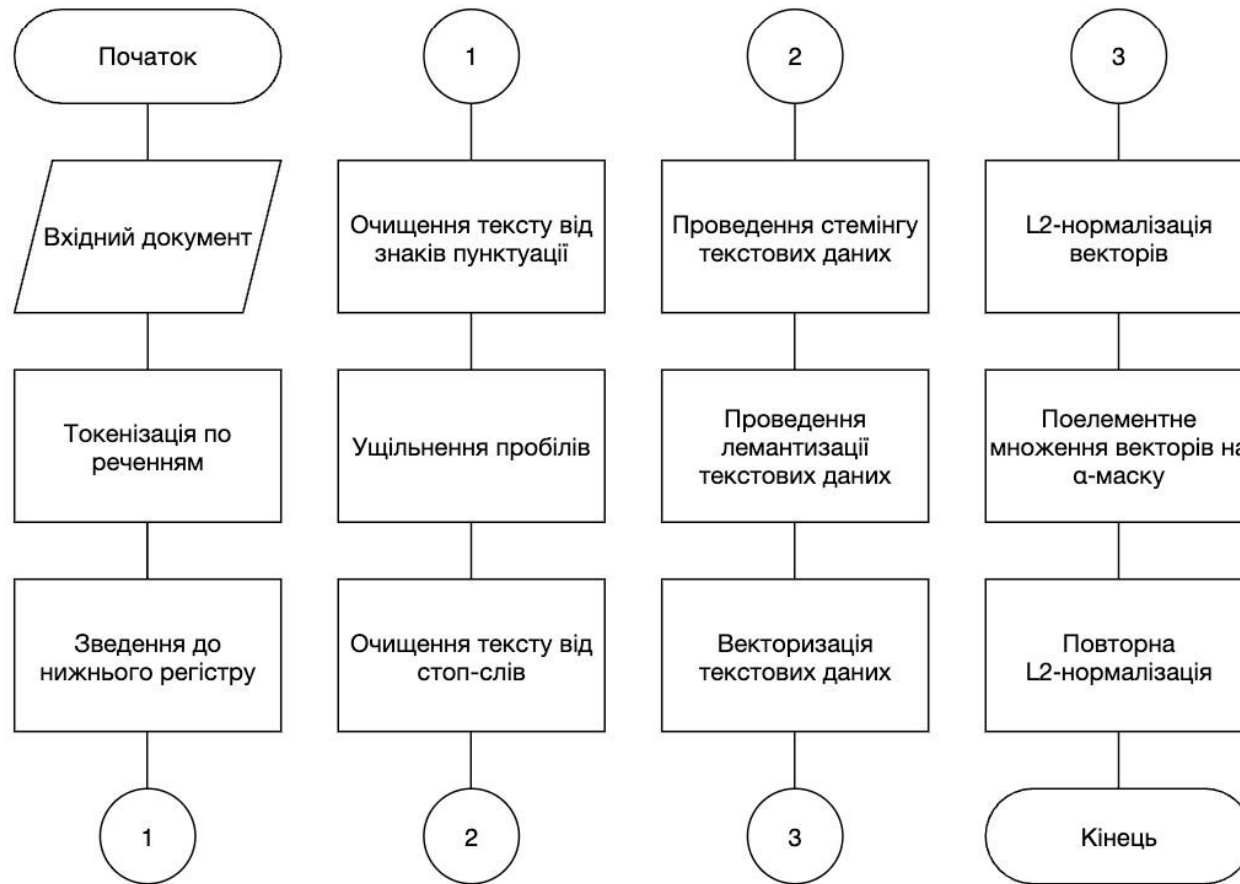 Початок
Вхідний документ
Токенізація по
реченням
Зведення до
нижнього регістру
1
1
Очищення тексту від
знаків пунктуації
Ущільнення пробілів
Очищення тексту від
стоп-слів
2
2
Проведення стемінгу
текстових даних
Проведення
лемантизації
текстових даних
Векторизація
текстових даних
3
3
L2-нормалізація
векторів
Поелементне
множення векторів на
α-маску
Повторна
L2-нормалізація
Кінець